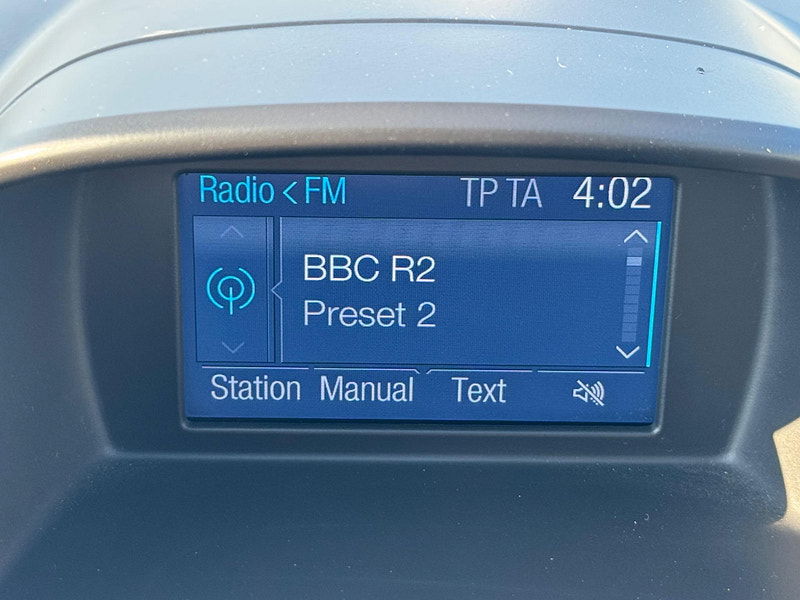 Radio < FM TP TA 4:02
BBC R2
Preset 2
Station Manual Text